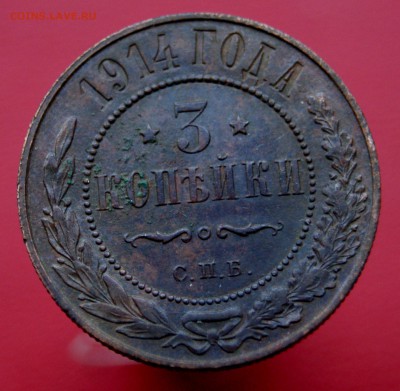 COINS.LAVE.RU
1914 ГОДА
3
КОПѢЙКИ
С.П.Б.